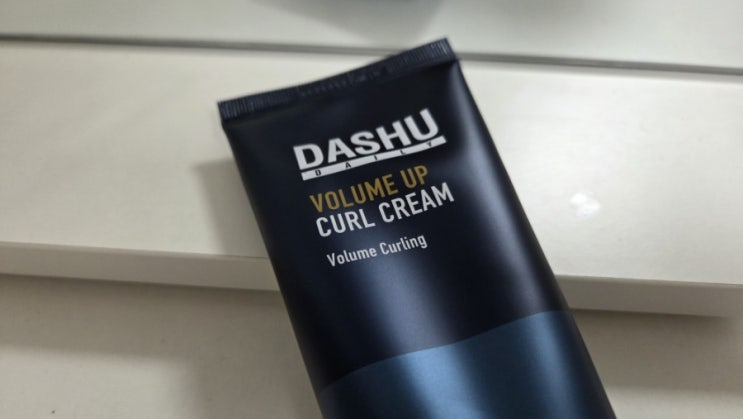 DASHU
DAILY
VOLUME UP
CURL CREAM
Volume Curling